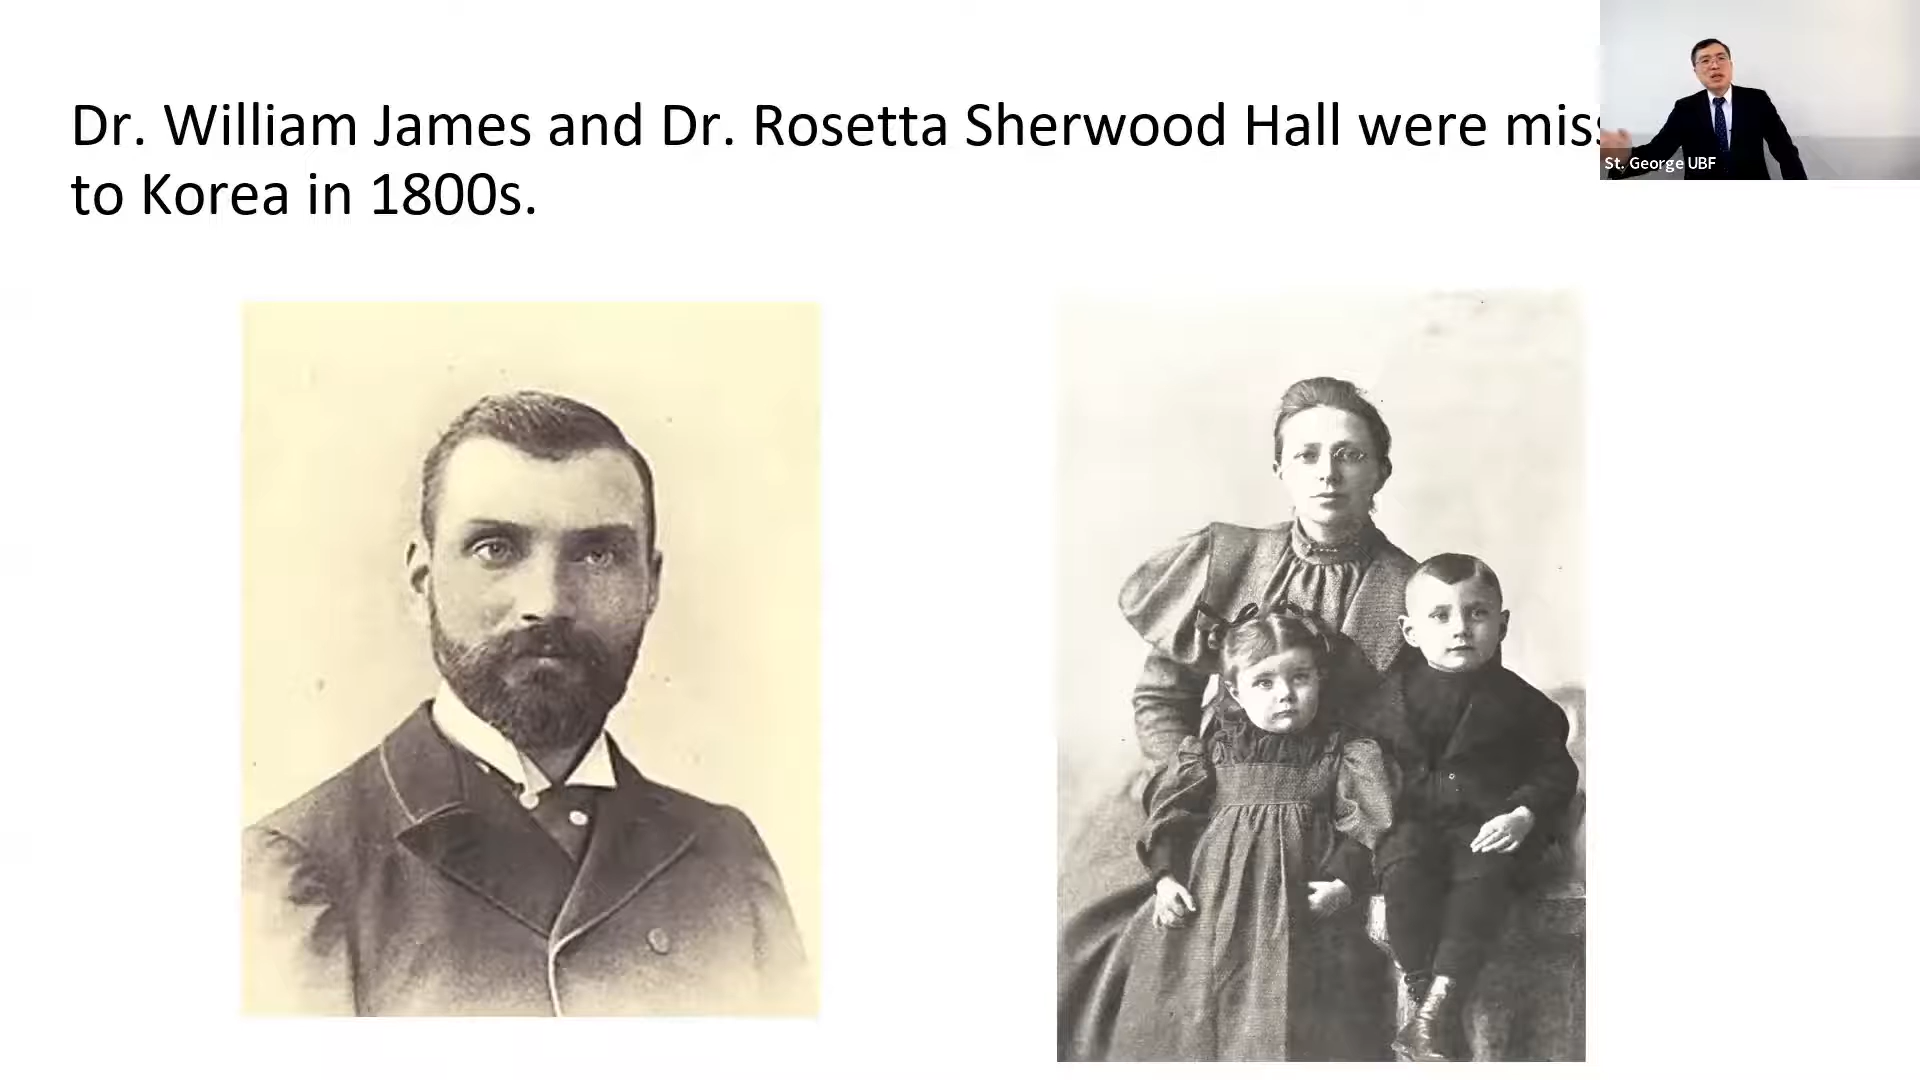 Dr. William James and Dr. Rosetta Sherwood Hall were
to Korea in 1800s.
St. George UBF